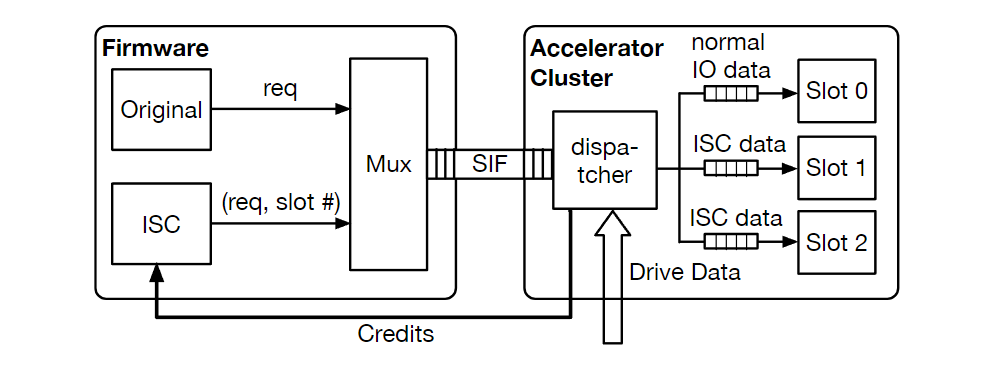 Firmware
Original
req
ISC
(req, slot #)
Mux
SIF
Credits
Accelerator
Cluster
dispa-
tcher
Drive Data
normal
IO data
Slot 0
ISC data
Slot 1
ISC data
Slot 2